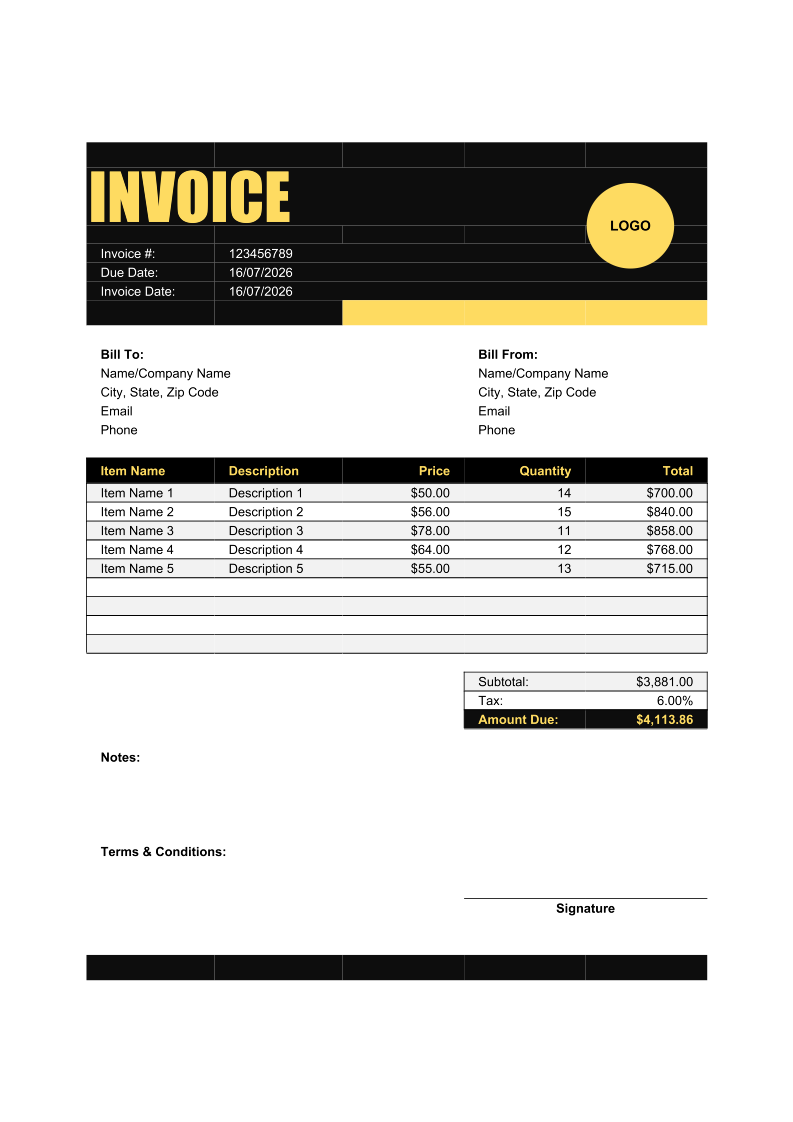 INVOICE
LOGO
Invoice #: 123456789
Due Date: 16/07/2026
Invoice Date: 16/07/2026
Bill To: Bill From:
Name/Company Name Name/Company Name
City, State, Zip Code City, State, Zip Code
Email Email
Phone Phone
Item Name Description Price Quantity Total
Item Name 1 Description 1 $50.00 14 $700.00
Item Name 2 Description 2 $56.00 15 $840.00
Item Name 3 Description 3 $78.00 11 $858.00
Item Name 4 Description 4 $64.00 12 $768.00
Item Name 5 Description 5 $55.00 13 $715.00
Subtotal: $3,881.00
Tax: 6.00%
Amount Due: $4,113.86
Notes:
Terms & Conditions:
Signature